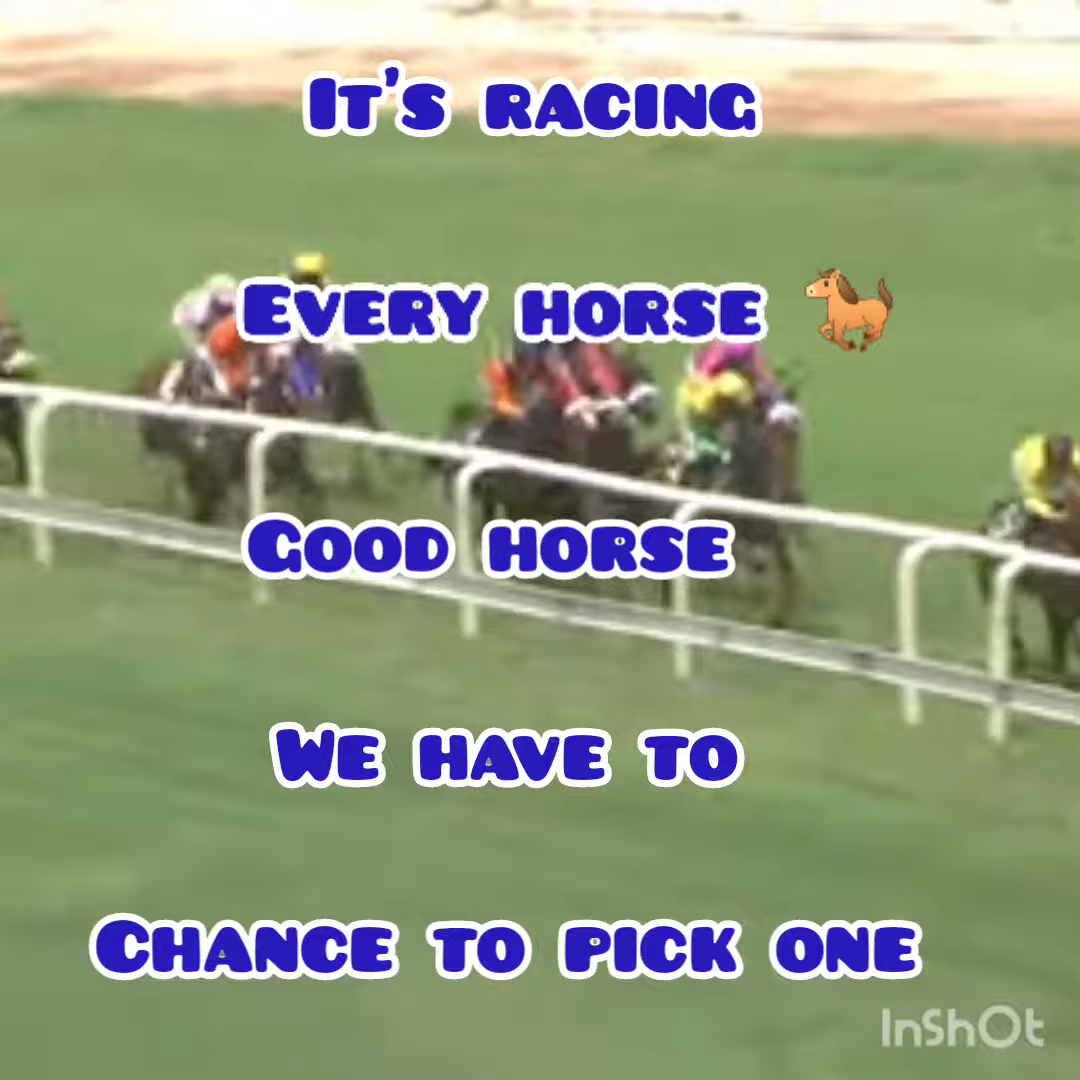 It's racing
Every horse 🐎
Good horse
We have to
Chance to pick one
InShOt